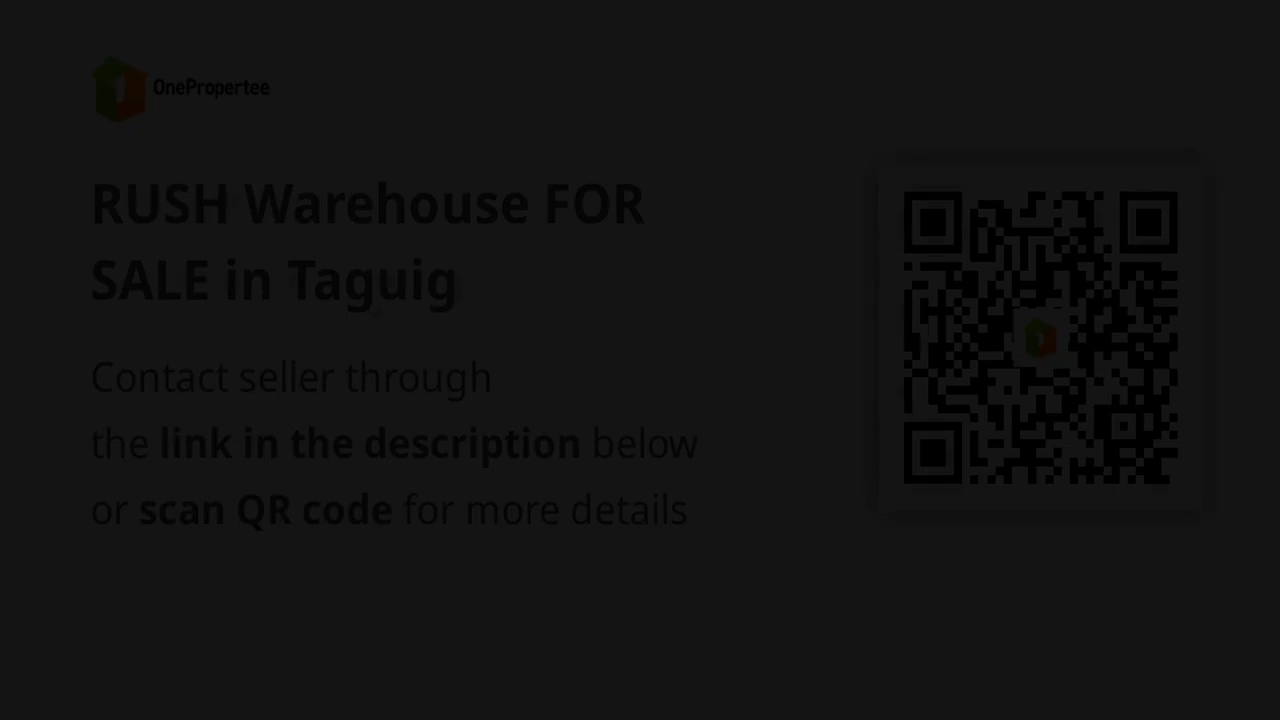 OnePropertee
RUSH Warehouse FOR
SALE in Taguig
Contact seller through
the link in the description below
or scan QR code for more details